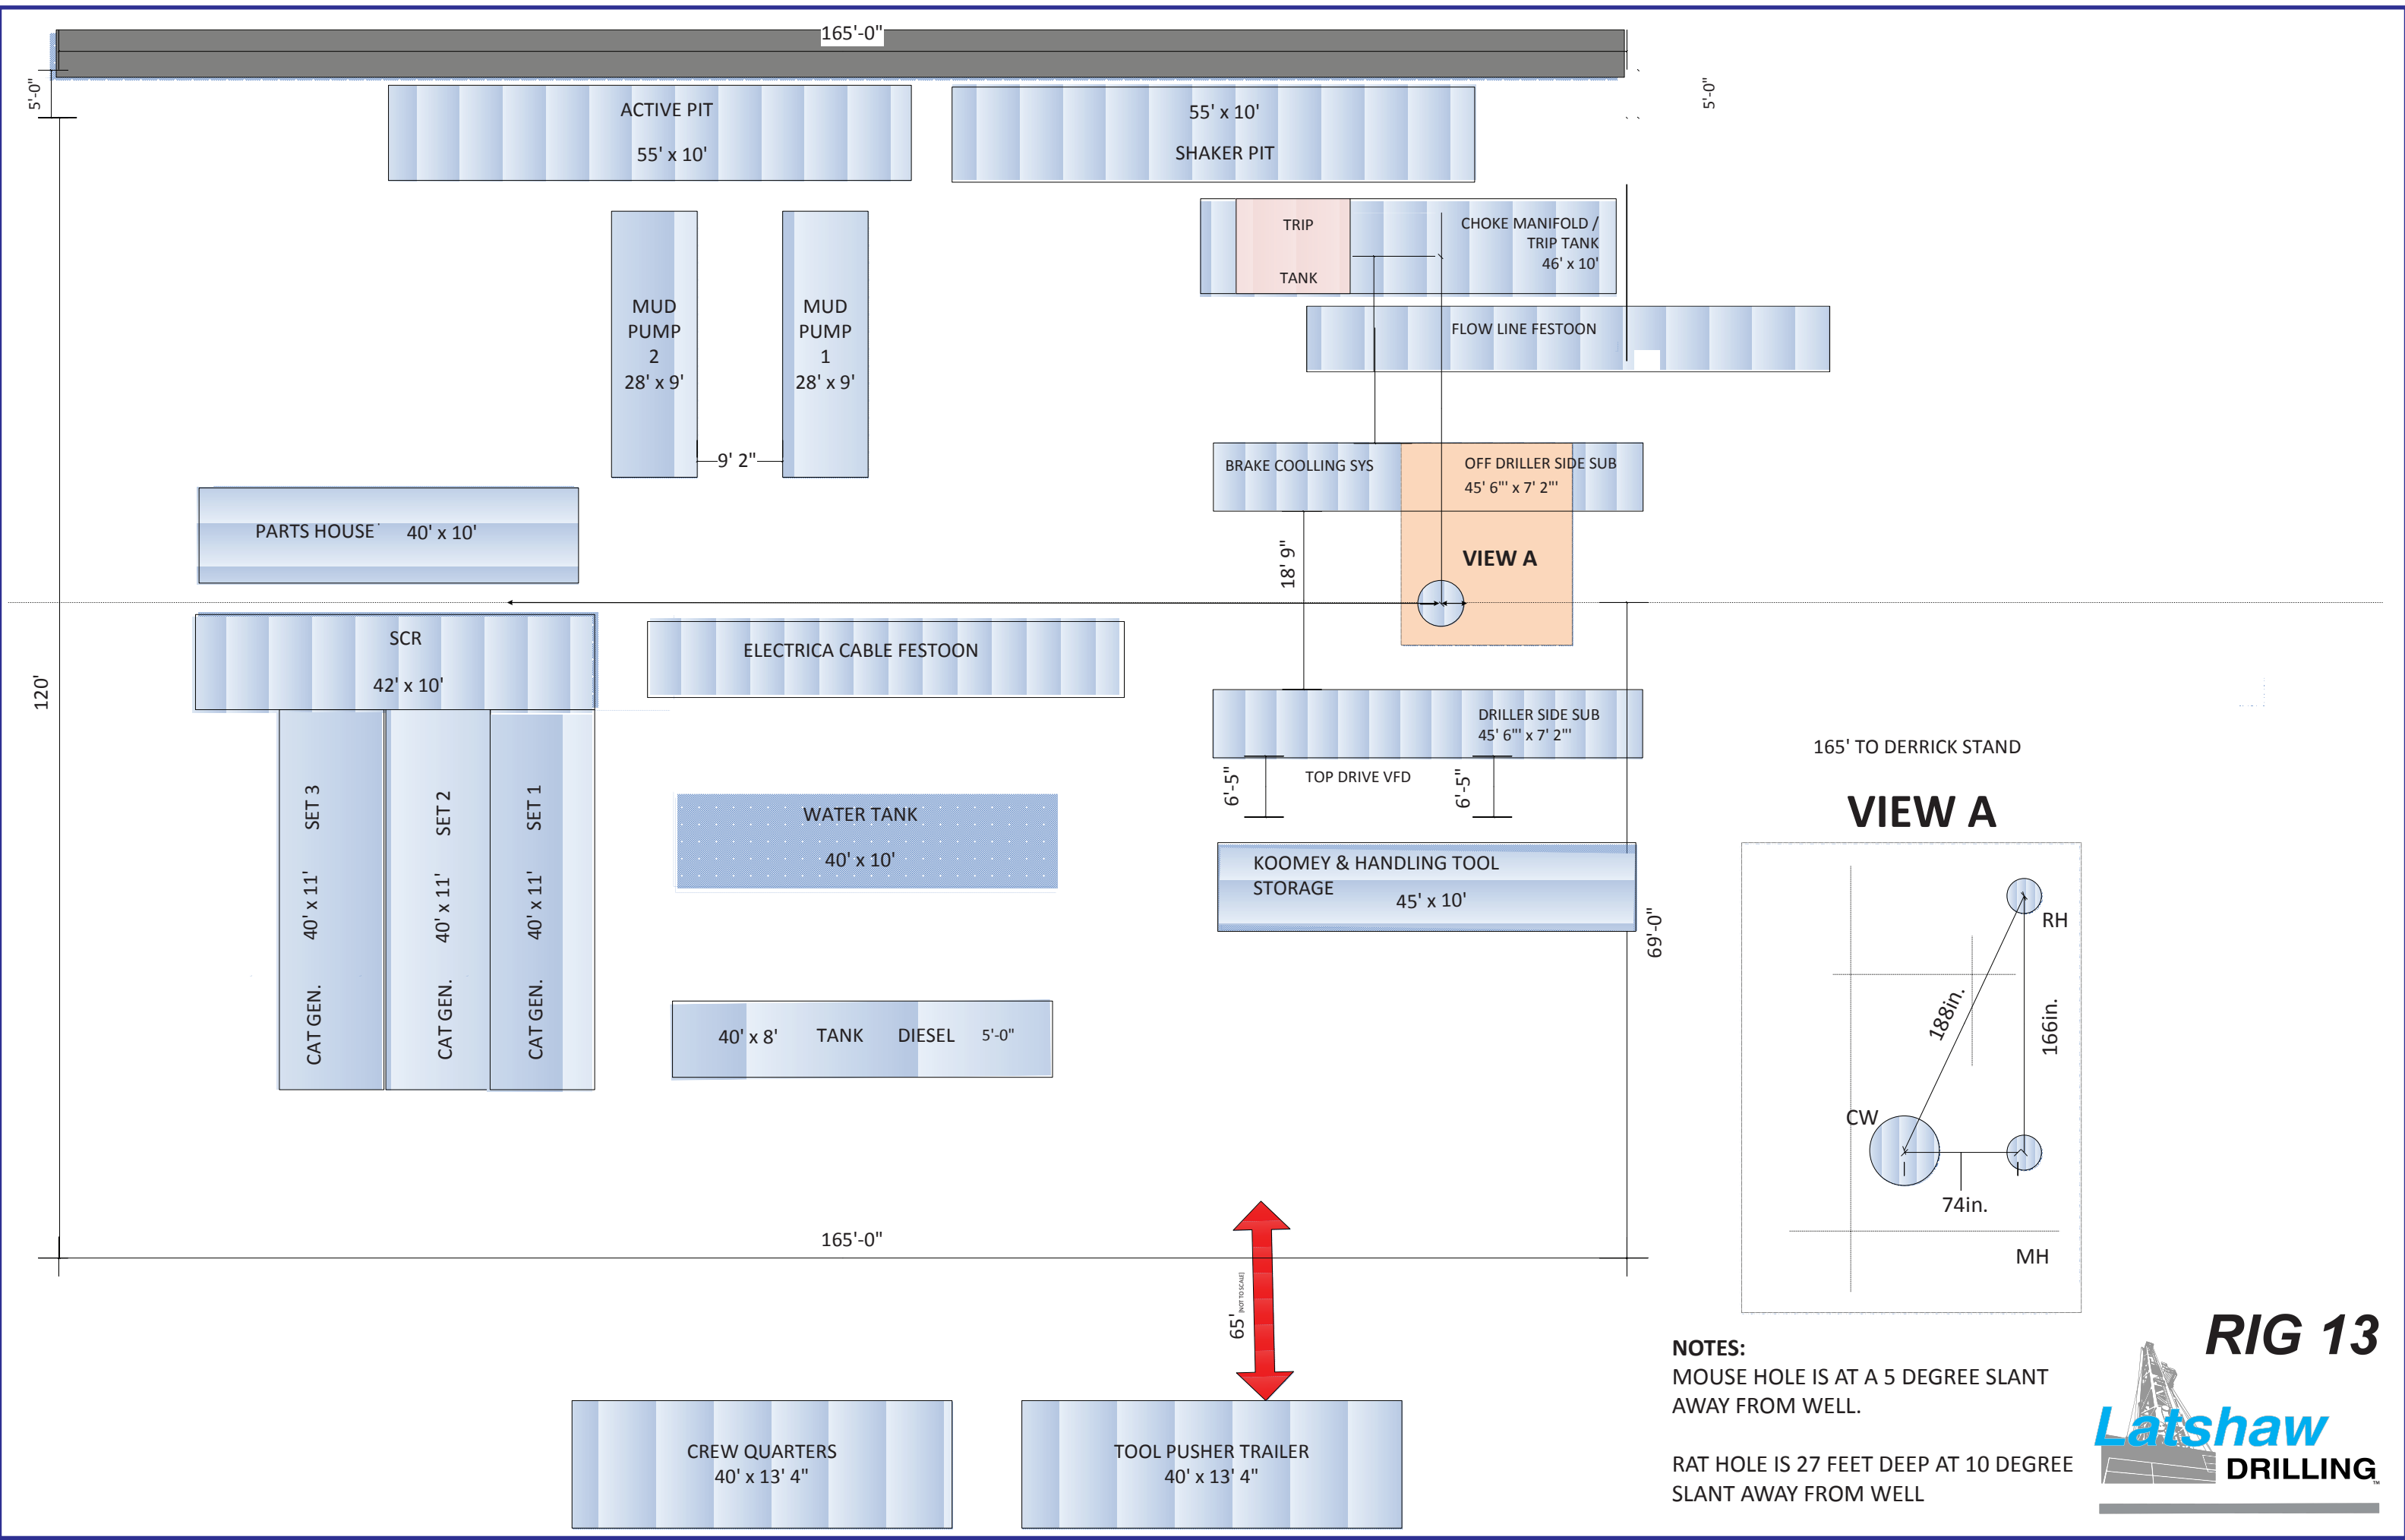 165'-0"
5'-0"
5'-0"
ACTIVE PIT
55' x 10'
55' x 10'
SHAKER PIT
TRIP
TANK
CHOKE MANIFOLD /
TRIP TANK
46' x 10'
FLOW LINE FESTOON
MUD
PUMP
2
28' x 9'
MUD
PUMP
1
28' x 9'
9' 2"
BRAKE COOLLING SYS
OFF DRILLER SIDE SUB
45' 6"' x 7' 2"'
PARTS HOUSE' 40' x 10'
18' 9"
VIEW A
SCR
42' x 10'
ELECTRICA CABLE FESTOON
120'
DRILLER SIDE SUB
45' 6"' x 7' 2"'
6'-5"
TOP DRIVE VFD
6'-5"
165' TO DERRICK STAND
VIEW A
CAT GEN. 40' x 11' SET 3
CAT GEN. 40' x 11' SET 2
CAT GEN. 40' x 11' SET 1
WATER TANK
40' x 10'
KOOMEY & HANDLING TOOL
STORAGE 45' x 10'
69'-0"
RH
188in.
166in.
CW
74in.
MH
40' x 8' TANK DIESEL 5'-0"
165'-0"
65' (NOT TO SCALE)
CREW QUARTERS
40' x 13' 4"
TOOL PUSHER TRAILER
40' x 13' 4"
NOTES:
MOUSE HOLE IS AT A 5 DEGREE SLANT
AWAY FROM WELL.
RAT HOLE IS 27 FEET DEEP AT 10 DEGREE
SLANT AWAY FROM WELL
RIG 13
Latshaw
DRILLING™